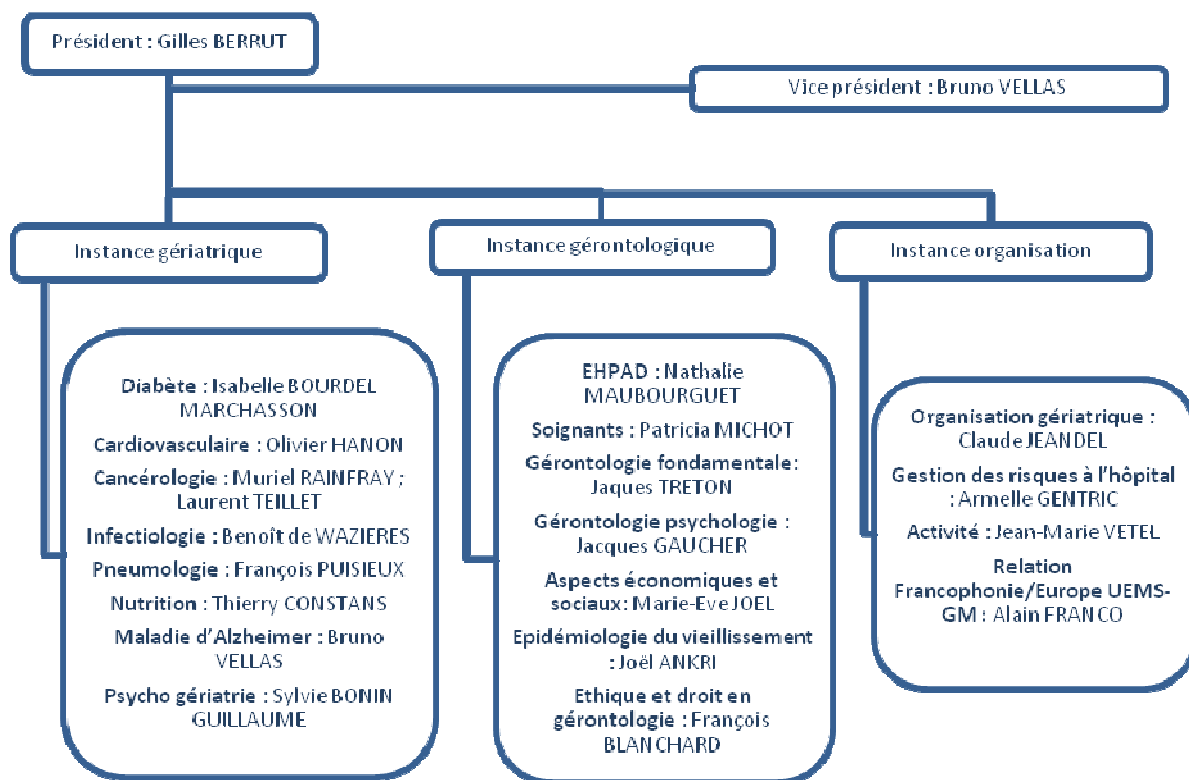 Président : Gilles BERRUT
Vice président : Bruno VELLAS
Instance gériatrique
Instance gérontologique
Instance organisation
Diabète : Isabelle BOURDEL
MARCHASSON
Cardiovasculaire : Olivier HANON
Cancérologie : Muriel RAINFRAY ;
Laurent TEILLET
Infectiologie : Benoît de WAZIERES
Pneumologie : François PUISIEUX
Nutrition : Thierry CONSTANS
Maladie d'Alzheimer : Bruno
VELLAS
Psycho gériatrie : Sylvie BONIN
GUILLAUME
EHPAD : Nathalie
MAUBOURGUET
Soignants : Patricia MICHOT
Gérontologie fondamentale:
Jaques TRETON
Gérontologie psychologie :
Jacques GAUCHER
Aspects économiques et
sociaux: Marie-Eve JOEL
Epidémiologie du vieillissement
: Joël ANKRI
Ethique et droit en
gérontologie : François
BLANCHARD
Organisation gériatrique :
Claude JEANDEL
Gestion des risques à l'hôpital
: Armelle GENTRIC
Activité : Jean-Marie VETEL
Relation
Francophonie/Europe UEMS-
GM : Alain FRANCO